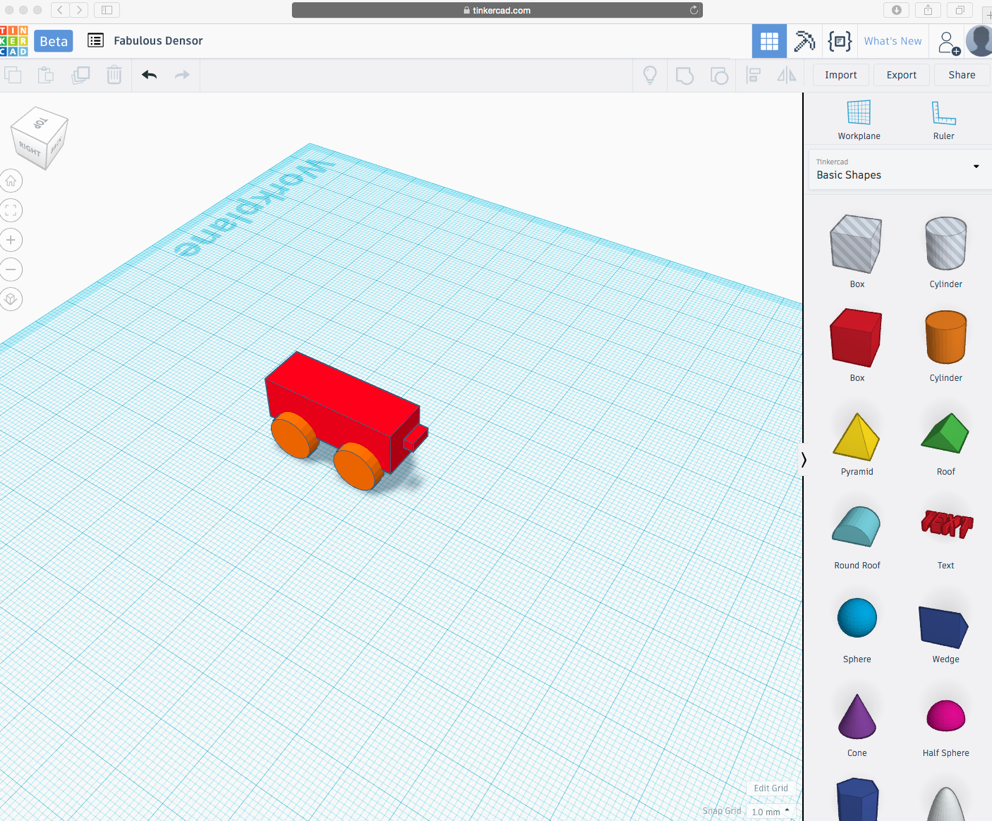 tinkercad.com
TIN
KER
CAD
Beta
Fabulous Densor
What's New
Import
Export
Share
TOP
RIGHT
BACK
Workplane
Workplane
Ruler
Tinkercad
Basic Shapes
Box
Cylinder
Box
Cylinder
Pyramid
Roof
TEXT
Round Roof
Text
Sphere
Wedge
Cone
Half Sphere
Edit Grid
Snap Grid
1.0 mm